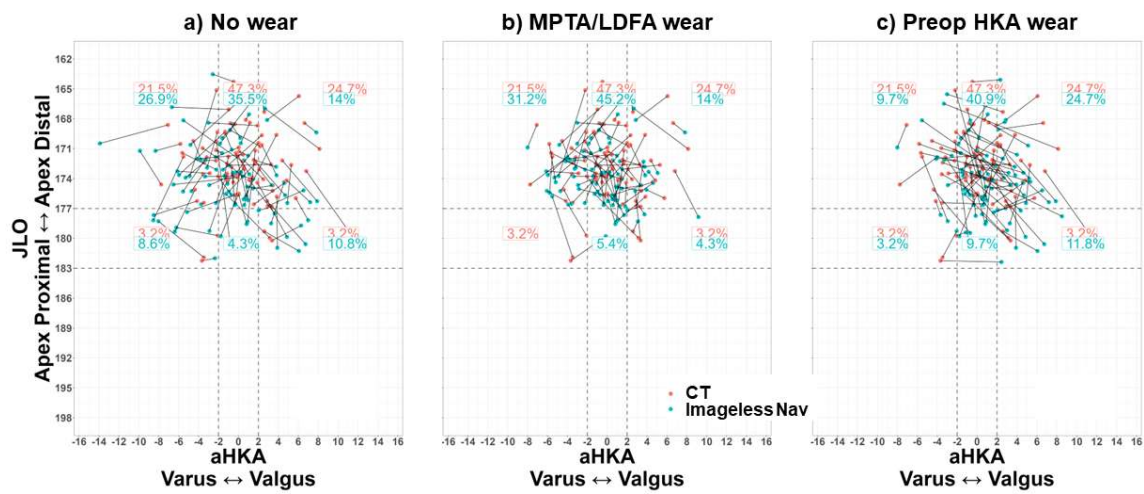 a) No wear
b) MPTA/LDFA wear
c) Preop HKA wear
JLO
Apex Proximal ↔ Apex Distal
162
165
168
171
174
177
180
183
186
189
192
195
198
21.5%
26.9%
47.3%
35.5%
24.7%
14%
3.2%
8.6%
4.3%
3.2%
10.8%
21.5%
31.2%
47.3%
45.2%
24.7%
14%
3.2%
5.4%
3.2%
4.3%
21.5%
9.7%
47.3%
40.9%
24.7%
24.7%
3.2%
3.2%
9.7%
3.2%
11.8%
CT
Imageless Nav
-16 -14 -12 -10 -8 -6 -4 -2 0 2 4 6 8 10 12 14 16
-16 -14 -12 -10 -8 -6 -4 -2 0 2 4 6 8 10 12 14 16
-16 -14 -12 -10 -8 -6 -4 -2 0 2 4 6 8 10 12 14 16
aHKA
Varus ↔ Valgus
aHKA
Varus ↔ Valgus
aHKA
Varus ↔ Valgus